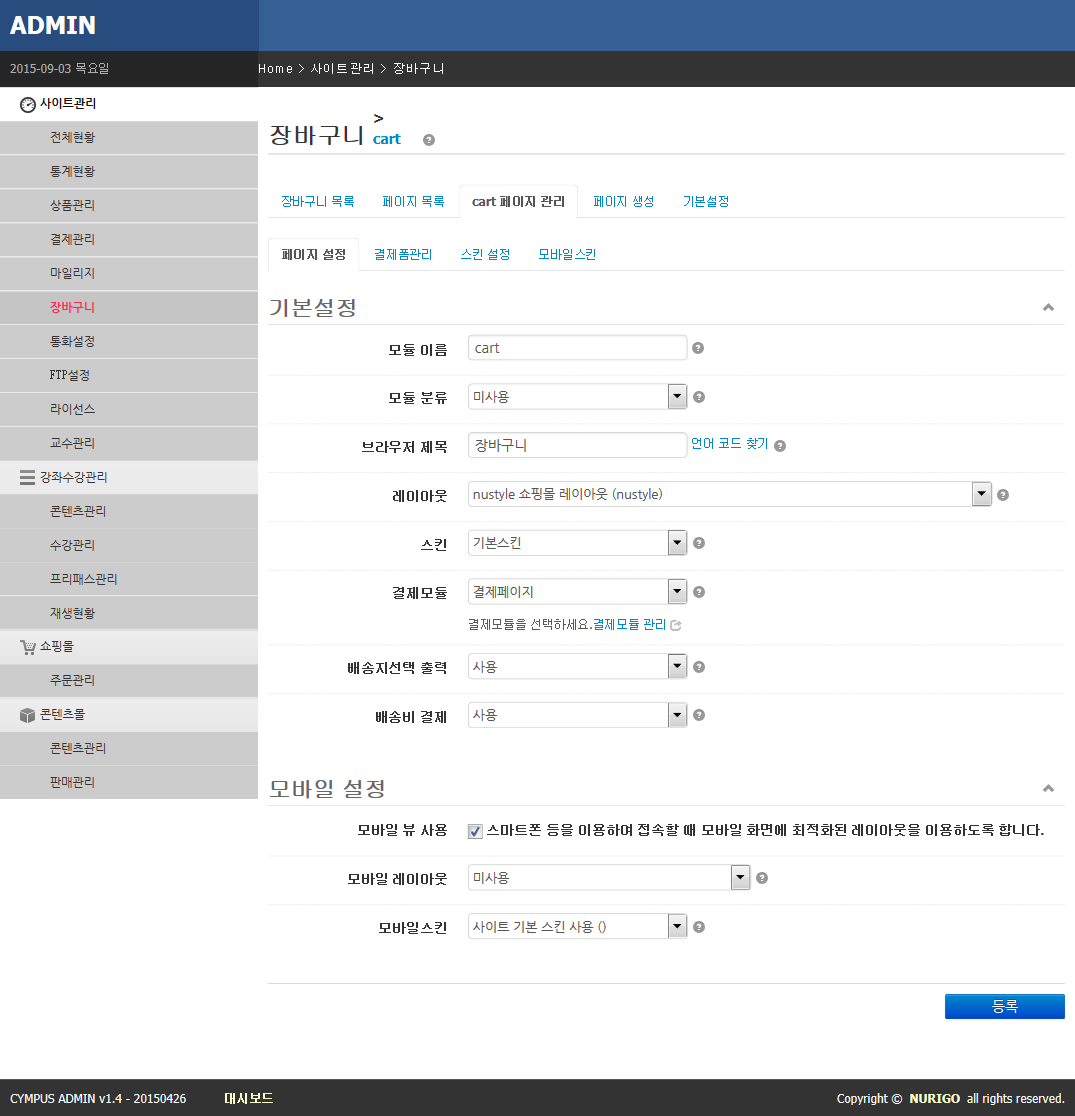 ADMIN
2015-09-03 목요일
Home > 사이트관리 > 장바구니
사이트관리
전체현황
통계현황
상품관리
결제관리
마일리지
장바구니
통화설정
FTP설정
라이선스
교수관리
강좌수강관리
콘텐츠관리
수강관리
프리패스관리
재생현황
쇼핑몰
주문관리
콘텐츠몰
콘텐츠관리
판매관리
장바구니 > cart ?
장바구니 목록 페이지 목록 cart 페이지 관리 페이지 생성 기본설정
페이지 설정 결제폼관리 스킨 설정 모바일스킨
기본설정
모듈 이름 cart ?
모듈 분류 미사용 ?
브라우저 제목 장바구니 언어 코드 찾기 ?
레이아웃 nustyle 쇼핑몰 레이아웃 (nustyle) ?
스킨 기본스킨 ?
결제모듈 결제페이지 ?
결제모듈을 선택하세요.결제모듈 관리
배송지선택 출력 사용 ?
배송비 결제 사용 ?
모바일 설정
모바일 뷰 사용 스마트폰 등을 이용하여 접속할 때 모바일 화면에 최적화된 레이아웃을 이용하도록 합니다.
모바일 레이아웃 미사용 ?
모바일스킨 사이트 기본 스킨 사용 () ?
등록
CYMPUS ADMIN v1.4 - 20150426 대시보드 Copyright © NURIGO all rights reserved.